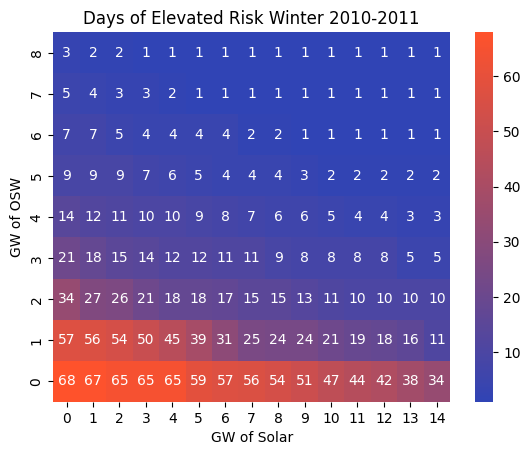 Days of Elevated Risk Winter 2010-2011
8 3 2 2 1 1 1 1 1 1 1 1 1 1 1 1
7 5 4 3 3 2 1 1 1 1 1 1 1 1 1 1
6 7 7 5 4 4 4 4 2 2 1 1 1 1 1 1
5 9 9 9 7 6 5 4 4 4 3 2 2 2 2 2
4 14 12 11 10 10 9 8 7 6 6 5 4 4 3 3
3 21 18 15 14 12 12 11 11 9 8 8 8 8 5 5
2 34 27 26 21 18 18 17 15 15 13 11 10 10 10 10
1 57 56 54 50 45 39 31 25 24 24 21 19 18 16 11
0 68 67 65 65 65 59 57 56 54 51 47 44 42 38 34
0 1 2 3 4 5 6 7 8 9 10 11 12 13 14
GW of Solar
GW of OSW
60
50
40
30
20
10